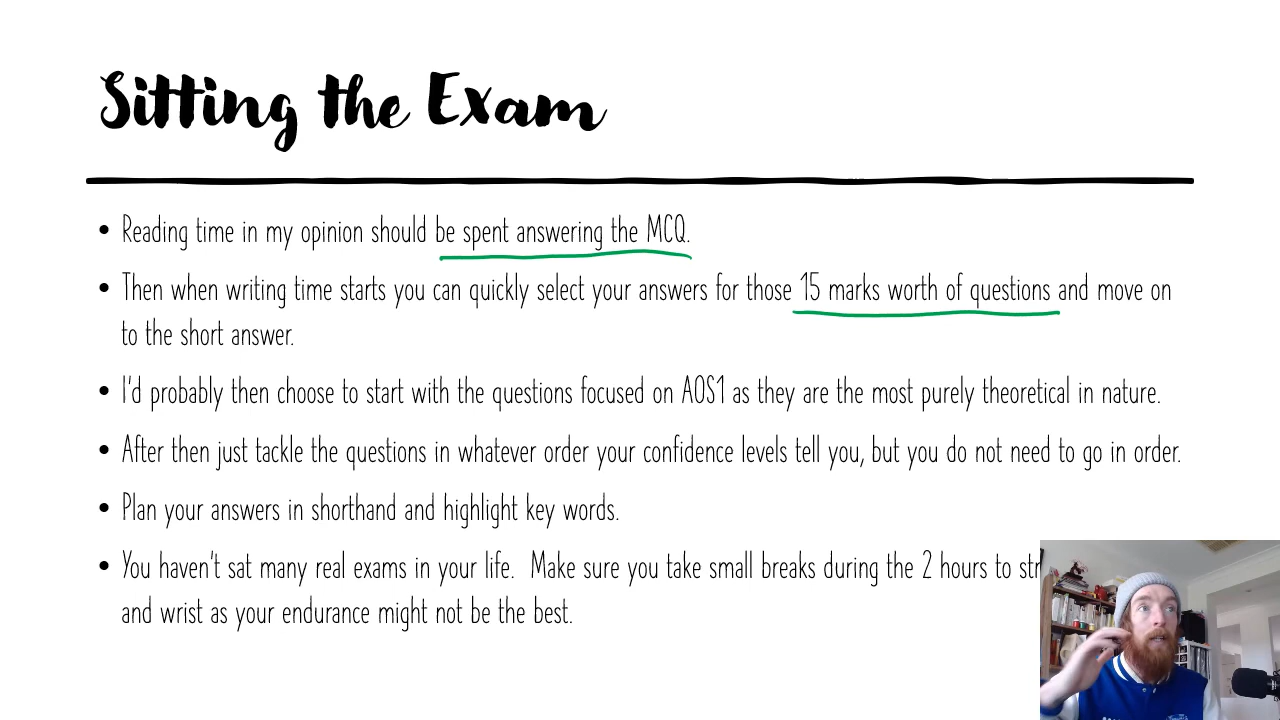 Sitting the Exam
• Reading time in my opinion should be spent answering the MCQ.
• Then when writing time starts you can quickly select your answers for those 15 marks worth of questions and move on
to the short answer.
• I'd probably then choose to start with the questions focused on AOS1 as they are the most purely theoretical in nature.
• After then just tackle the questions in whatever order your confidence levels tell you, but you do not need to go in order.
• Plan your answers in shorthand and highlight key words.
• You haven't sat many real exams in your life. Make sure you take small breaks during the 2 hours to
and wrist as your endurance might not be the best.